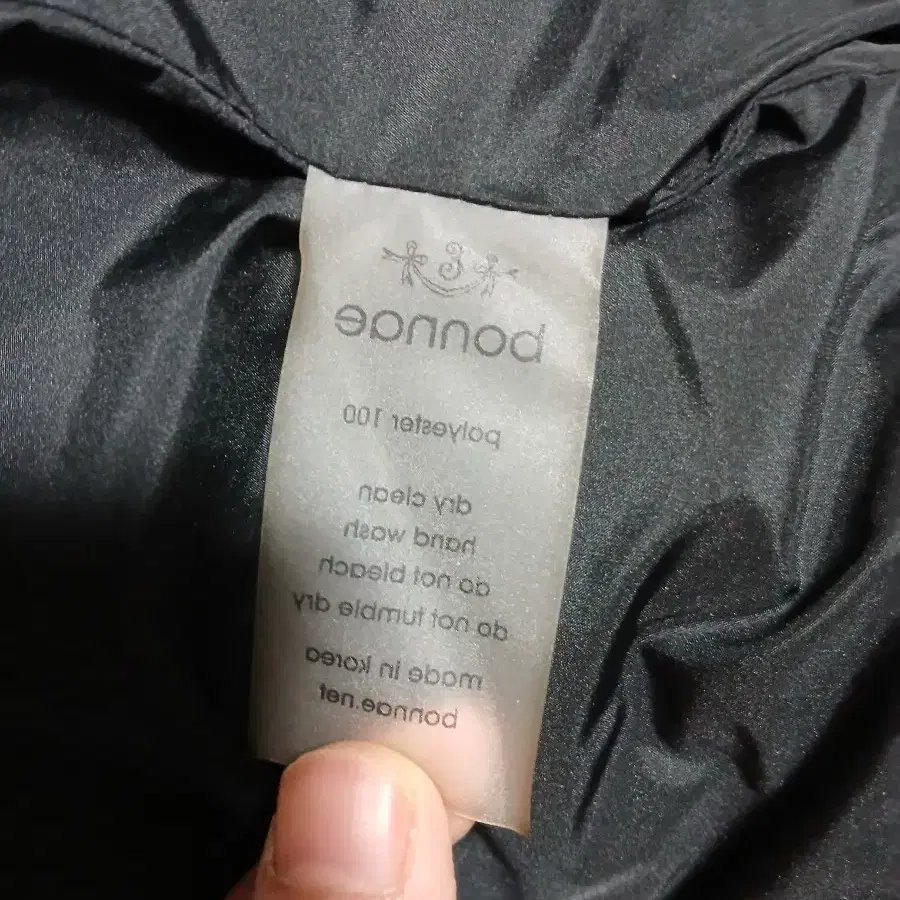 bonnae
polyester 100
dry clean
hand wash
do not bleach
do not tumble dry
made in korea
bonnae.net